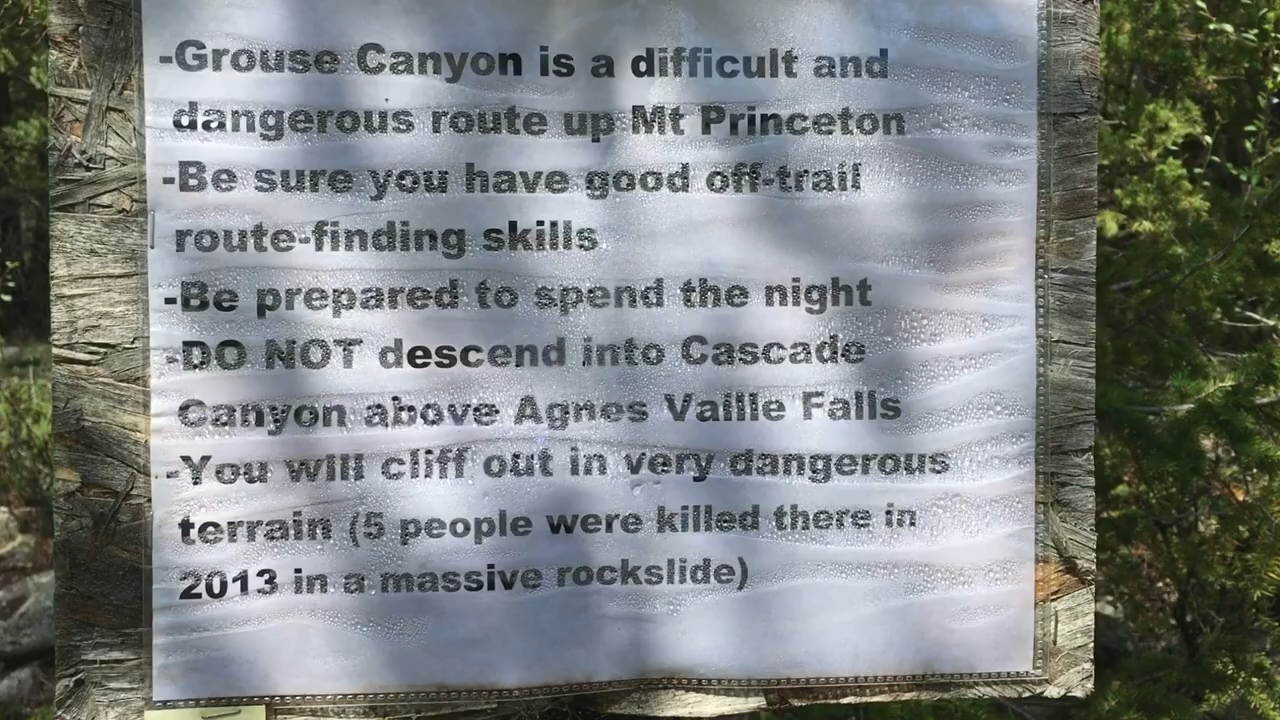 -Grouse Canyon is a difficult and
dangerous route up Mt Princeton
-Be sure you have good off-trail
route-finding skills
-Be prepared to spend the night
-DO NOT descend into Cascade
Canyon above Agnes Vaille Falls
-You will cliff out in very dangerous
terrain (5 people were killed there in
2013 in a massive rockslide)